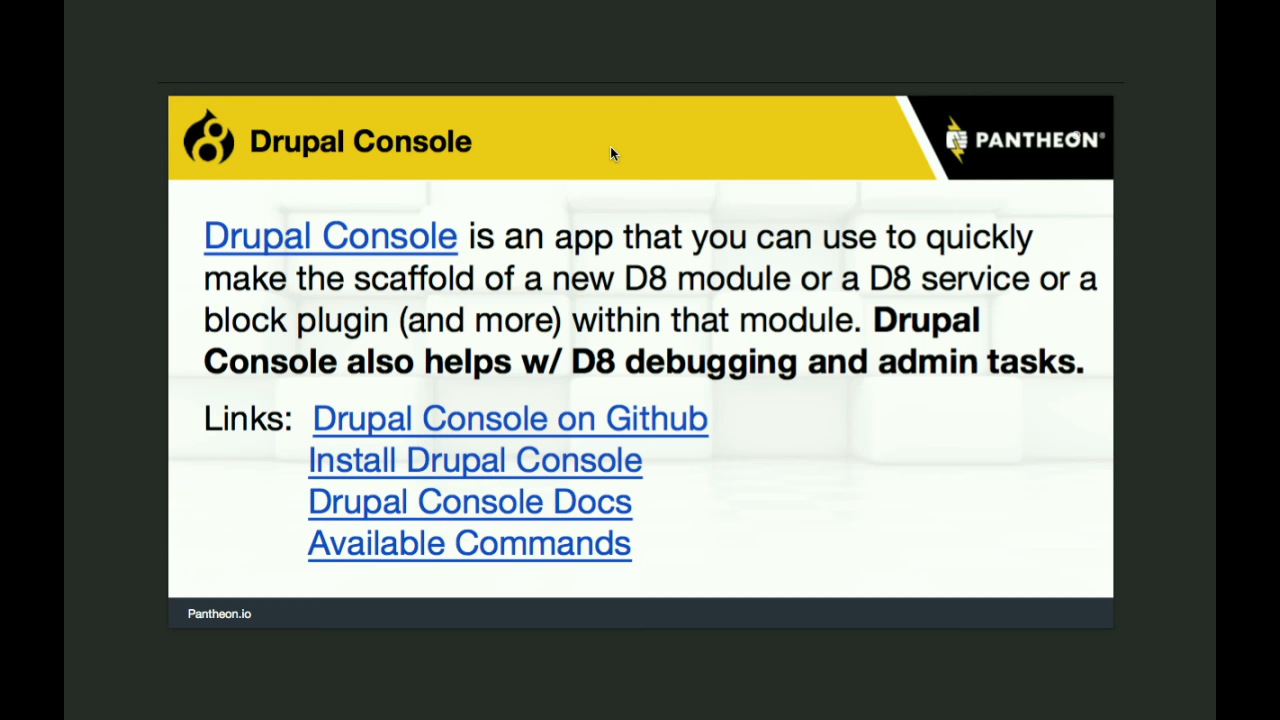 Drupal Console
PANTHEON®
Drupal Console is an app that you can use to quickly
make the scaffold of a new D8 module or a D8 service or a
block plugin (and more) within that module. Drupal
Console also helps w/ D8 debugging and admin tasks.
Links: Drupal Console on Github
Install Drupal Console
Drupal Console Docs
Available Commands
Pantheon.io